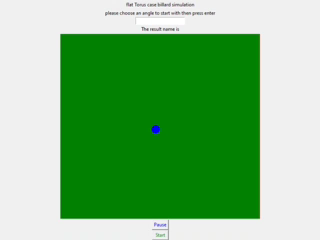 flat Torus case billard simulation
please choose an angle to start with then press enter
The result name is
Pause
Start